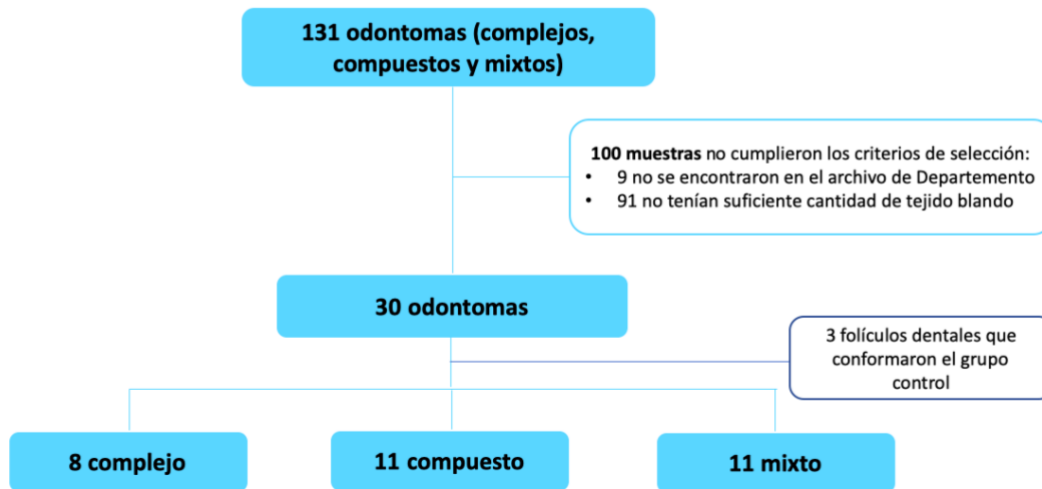 131 odontomas (complejos,
compuestos y mixtos)
100 muestras no cumplieron los criterios de selección:
• 9 no se encontraron en el archivo de Departemento
• 91 no tenían suficiente cantidad de tejido blando
30 odontomas
3 folículos dentales que
conformaron el grupo
control
8 complejo
11 compuesto
11 mixto